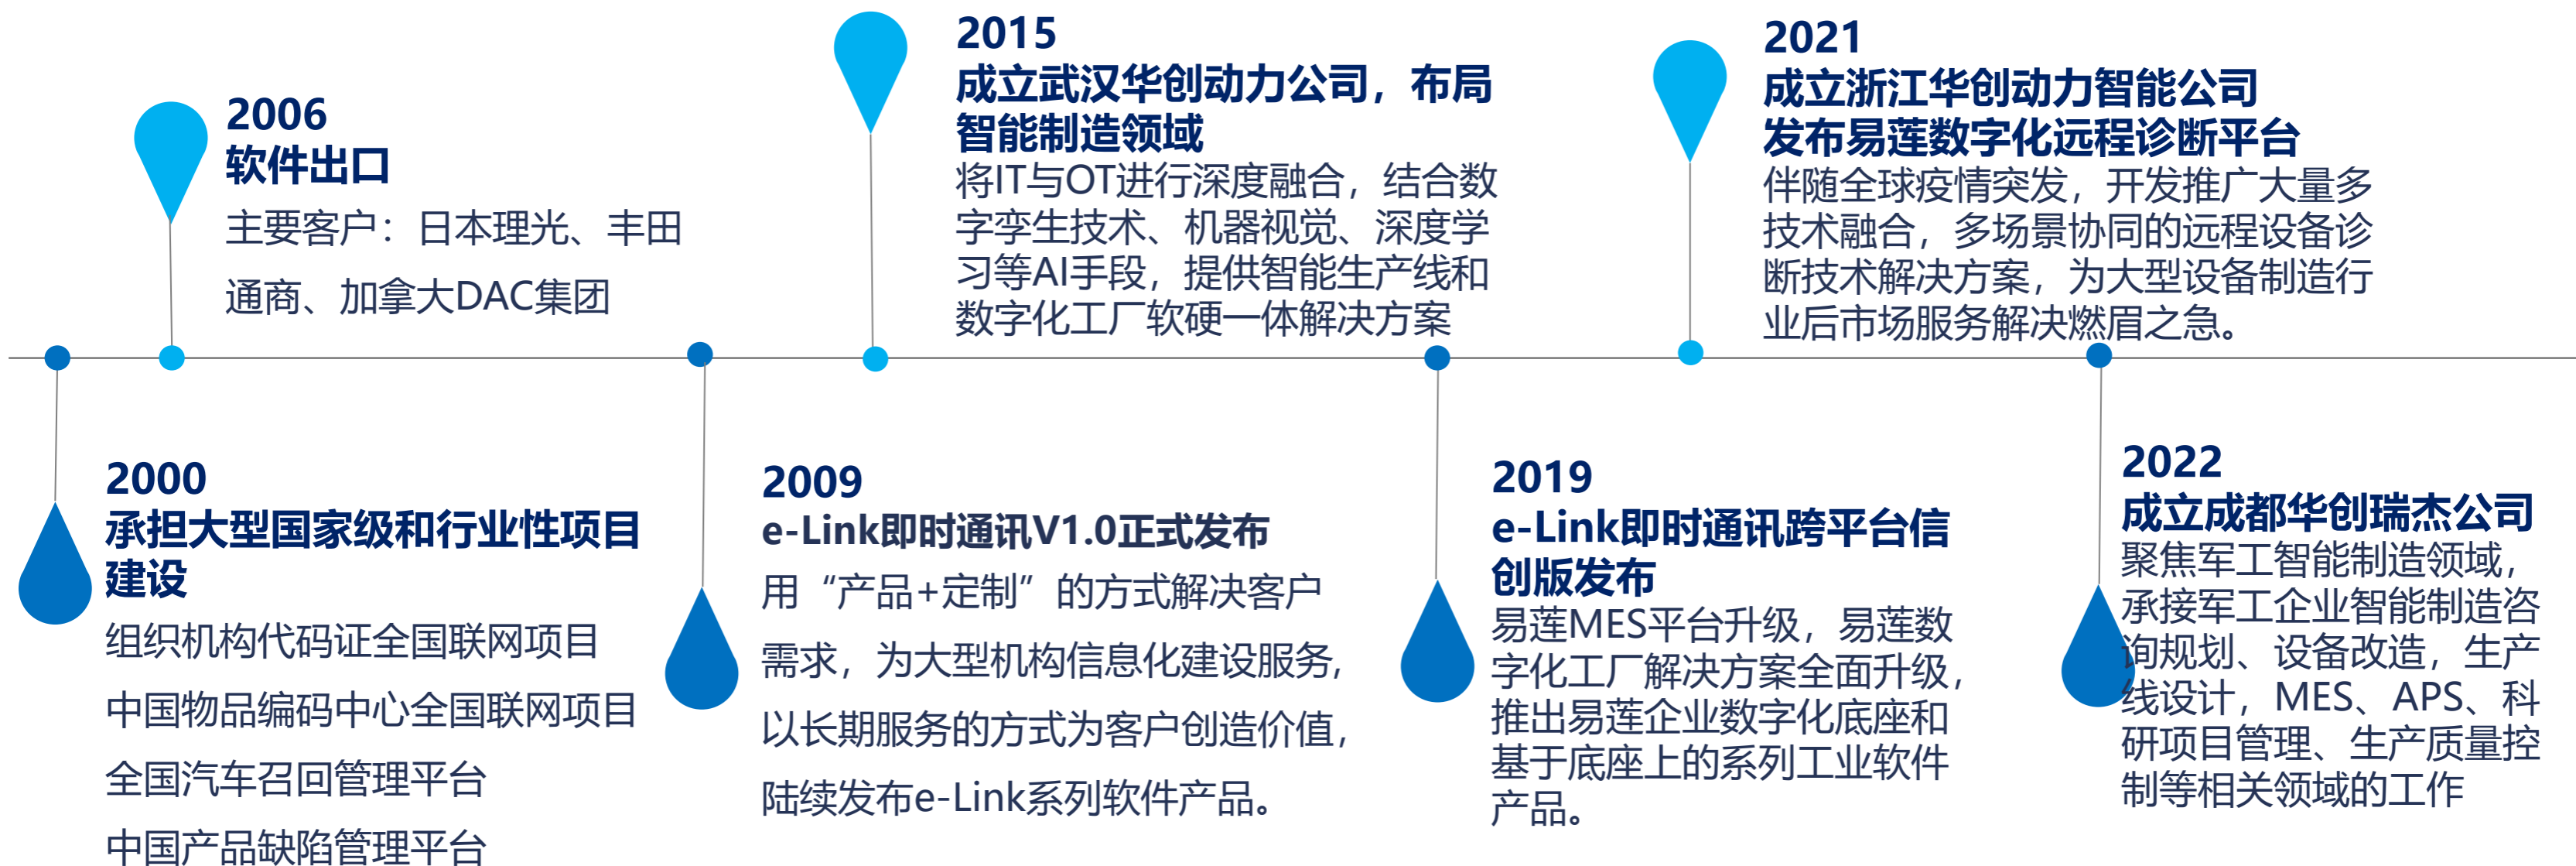 2006
软件出口
主要客户：日本理光、丰田
通商、加拿大DAC集团
2015
成立武汉华创动力公司，布局
智能制造领域
将IT与OT进行深度融合，结合数
字孪生技术、机器视觉、深度学
习等AI手段，提供智能生产线和
数字化工厂软硬一体解决方案
2021
成立浙江华创动力智能公司
发布易莲数字化远程诊断平台
伴随全球疫情突发，开发推广大量多
技术融合，多场景协同的远程设备诊
断技术解决方案，为大型设备制造行
业后市场服务解决燃眉之急。
2000
承担大型国家级和行业性项目
建设
组织机构代码证全国联网项目
中国物品编码中心全国联网项目
全国汽车召回管理平台
中国产品缺陷管理平台
2009
e-Link即时通讯V1.0正式发布
用“产品+定制”的方式解决客户
需求，为大型机构信息化建设服务,
以长期服务的方式为客户创造价值，
陆续发布e-Link系列软件产品。
2019
e-Link即时通讯跨平台信
创版发布
易莲MES平台升级，易莲数
字化工厂解决方案全面升级，
推出易莲企业数字化底座和
基于底座上的系列工业软件
产品。
2022
成立成都华创瑞杰公司
聚焦军工智能制造领域，
承接军工企业智能制造咨
询规划、设备改造，生产
线设计，MES、APS、科
研项目管理、生产质量控
制等相关领域的工作